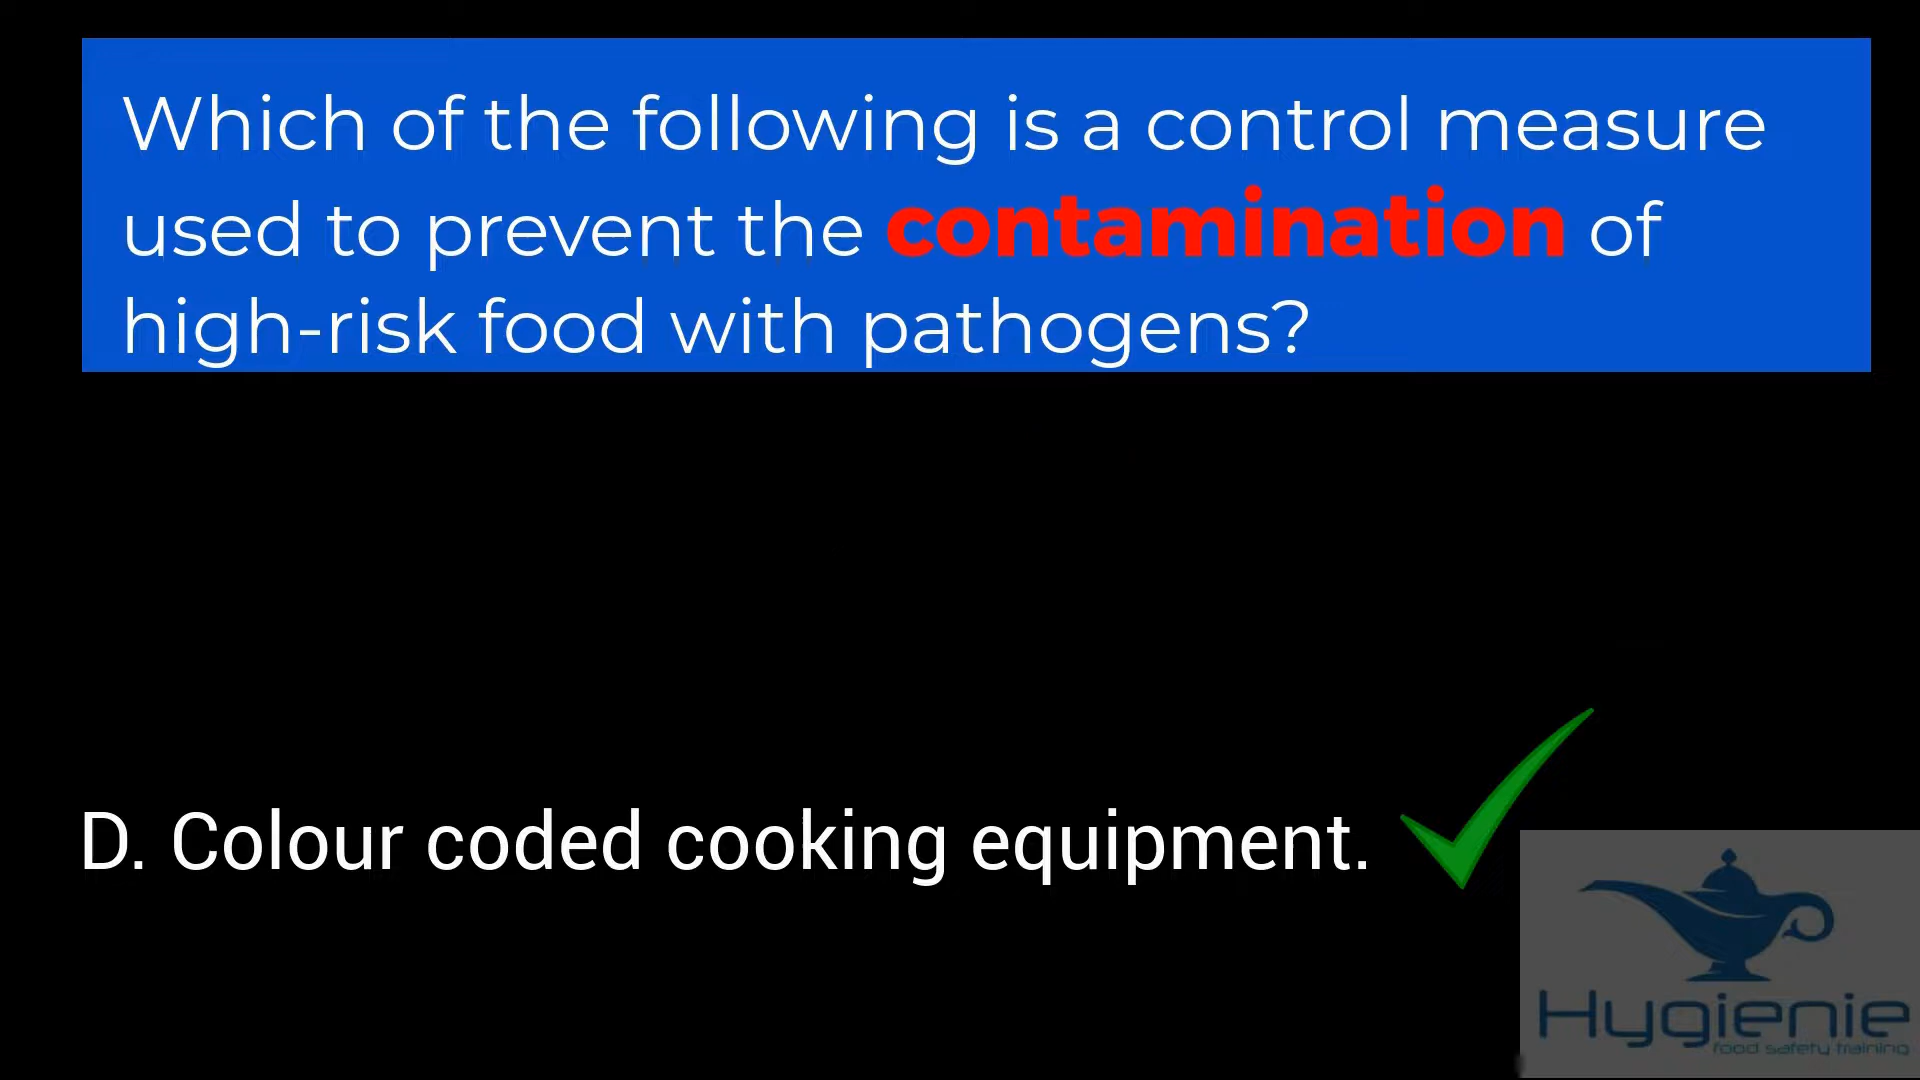 Which of the following is a control measure
used to prevent the contamination of
high-risk food with pathogens?
D. Colour coded cooking equipment.
Hygienie
food safety training